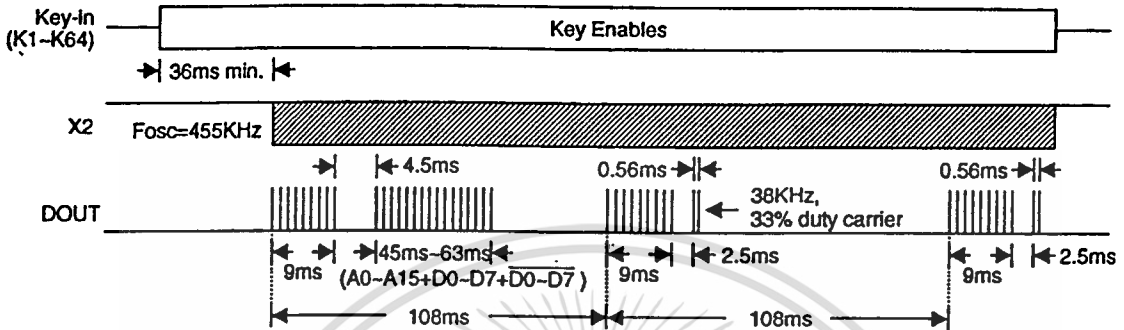 Key-in
(K1~K64)
Key Enables
36ms min.
X2
Fosc=455KHz
4.5ms
0.56ms
0.56ms
38KHz,
33% duty carrier
DOUT
9ms
45ms~63ms
(A0~A15+D0~D7+D0~D7)
9ms
2.5ms
9ms
2.5ms
108ms
108ms